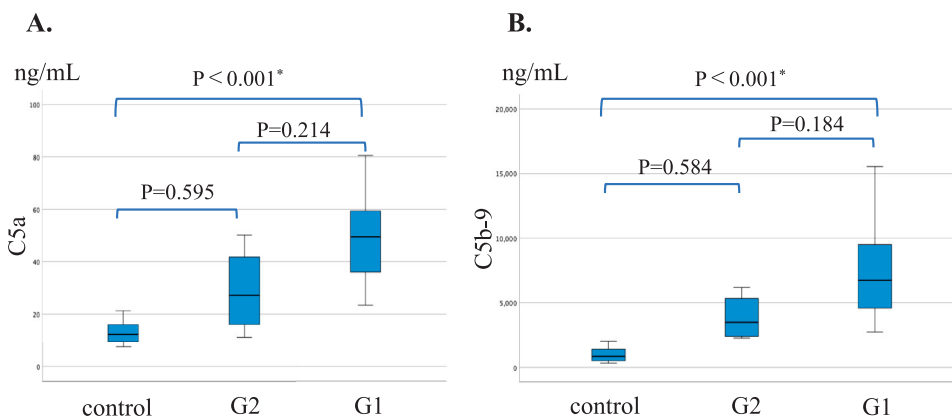 A.
ng/mL
P < 0.001*
P=0.214
P=0.595
100
80
60
40
20
0
C5a
control G2 G1
B.
ng/mL
P < 0.001*
P=0.184
P=0.584
20,000
15,000
10,000
5,000
0
C5b-9
control G2 G1